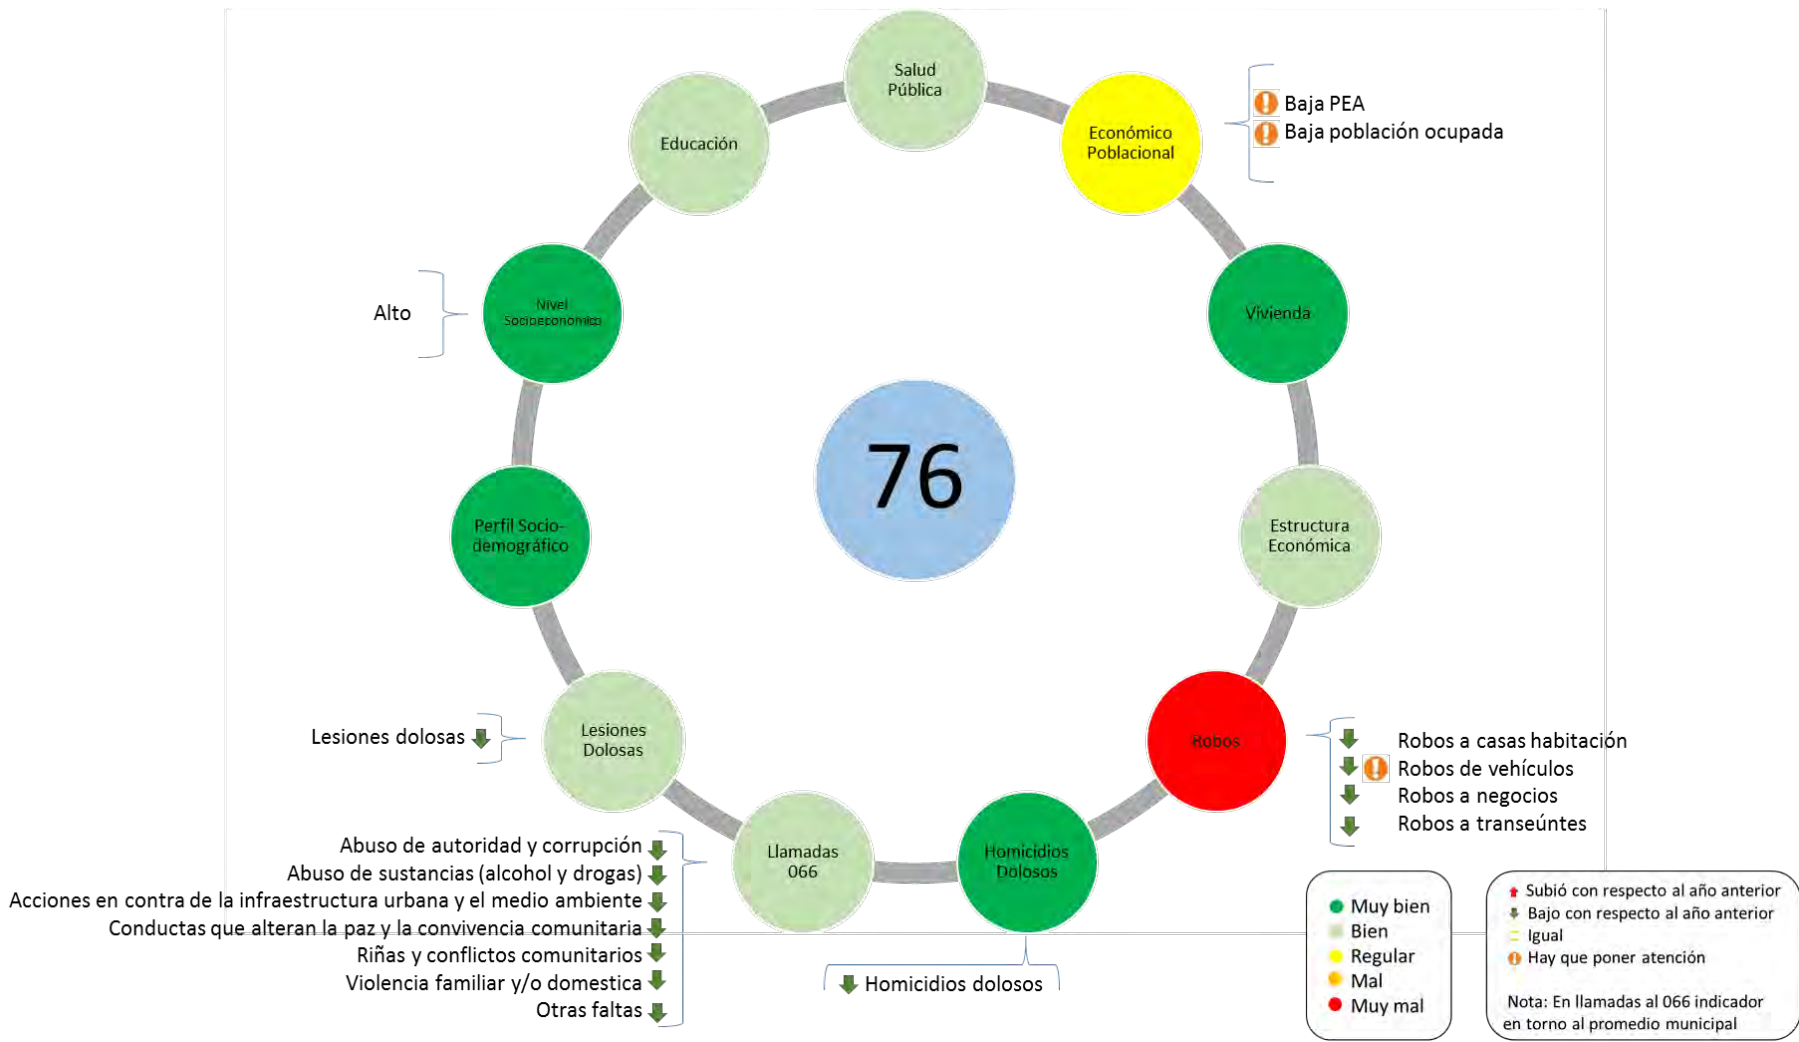 Salud
Pública
Económico
Poblacional
Baja PEA
Baja población ocupada
Educación
Alto
Nivel
Socioeconómico
Vivienda
76
Perfil Socio-
demográfico
Estructura
Económica
Lesiones dolosas
Lesiones
Dolosas
Robos
Robos a casas habitación
Robos de vehículos
Robos a negocios
Robos a transeúntes
Abuso de autoridad y corrupción
Abuso de sustancias (alcohol y drogas)
Acciones en contra de la infraestructura urbana y el medio ambiente
Conductas que alteran la paz y la convivencia comunitaria
Riñas y conflictos comunitarios
Violencia familiar y/o domestica
Otras faltas
Llamadas
066
Homicidios
Dolosos
Homicidios dolosos
Muy bien
Bien
Regular
Mal
Muy mal
Subió con respecto al año anterior
Bajo con respecto al año anterior
Igual
Hay que poner atención
Nota: En llamadas al 066 indicador
en torno al promedio municipal